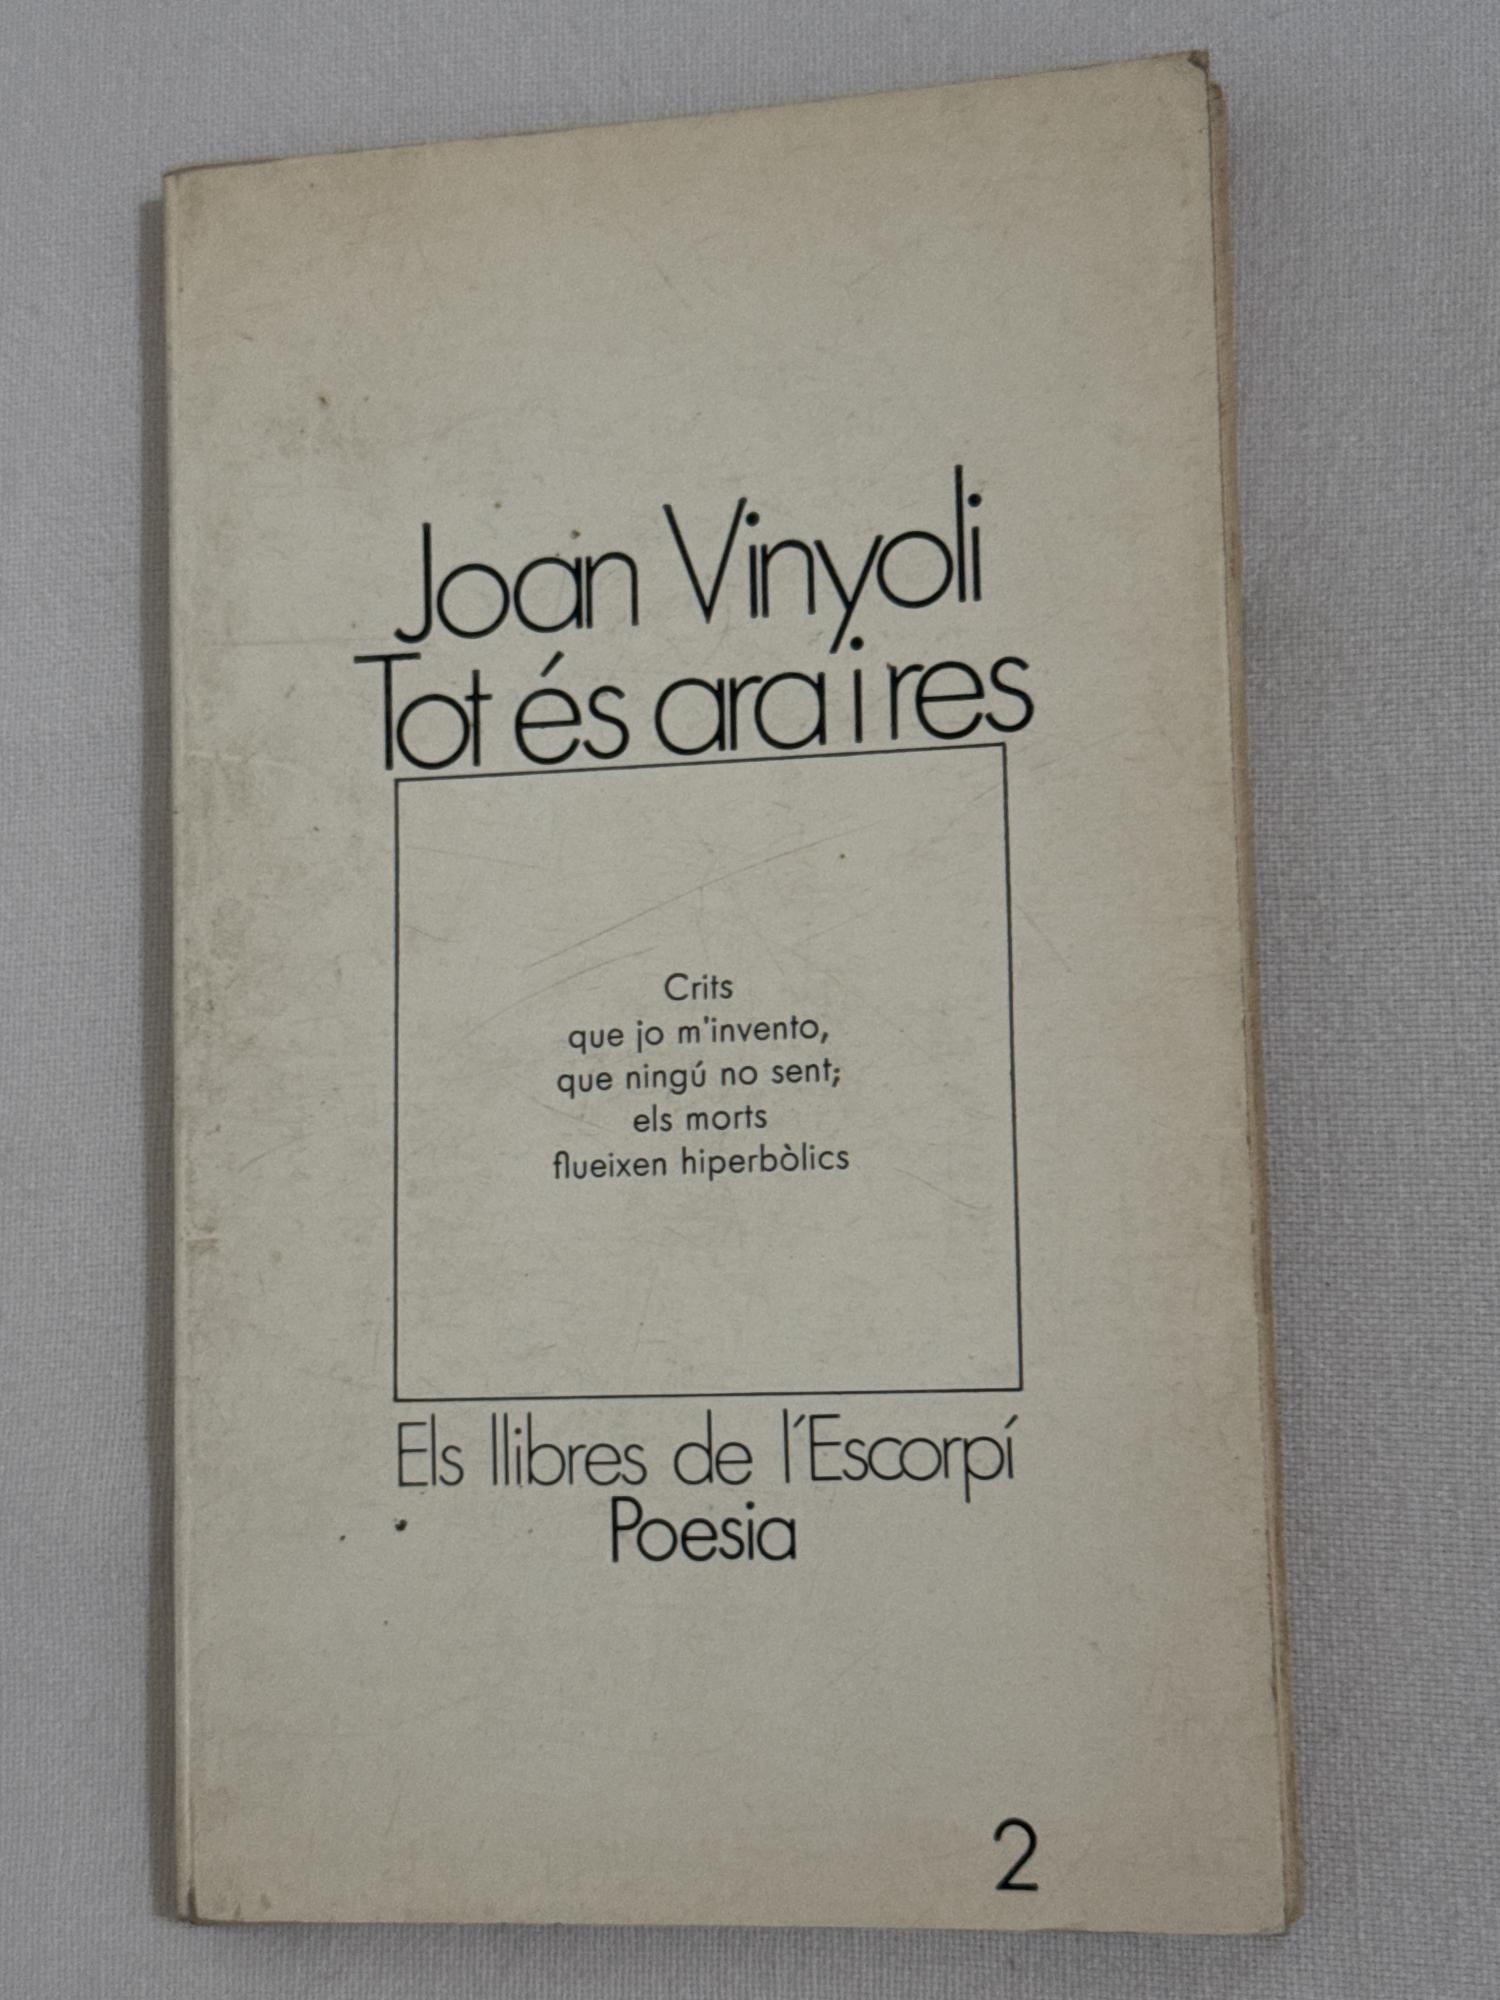 Joan Vinyoli
Tot és ara i res
Crits
que jo m'invento,
que ningú no sent;
els morts
flueixen hiperbòlics
Els llibres de l'Escorpí
Poesia
2